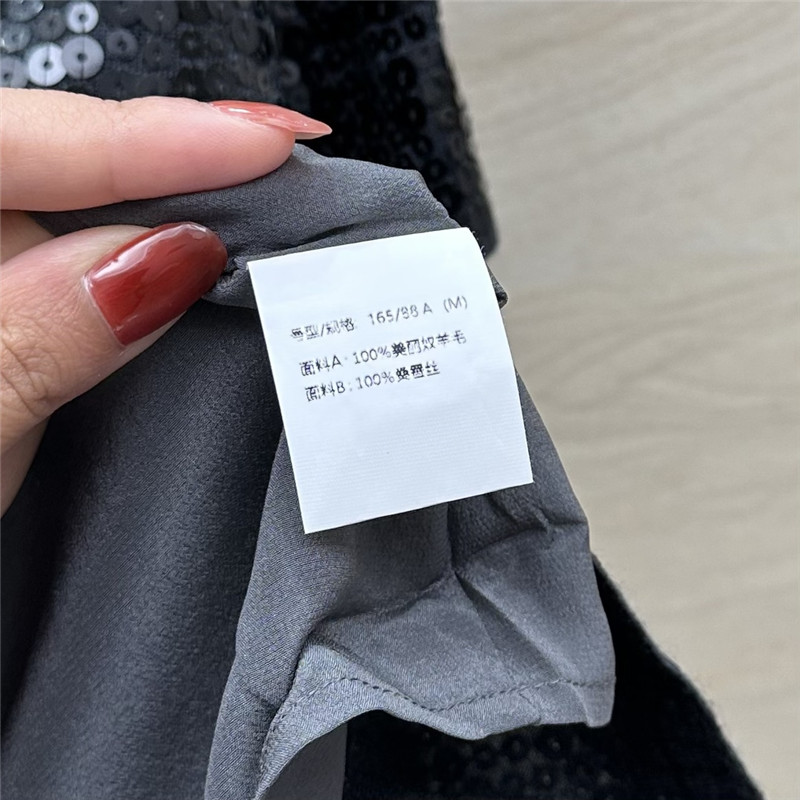 号型/规格: 165/88A (M)
面料A: 100%美丽奴羊毛
面料B: 100%桑蚕丝